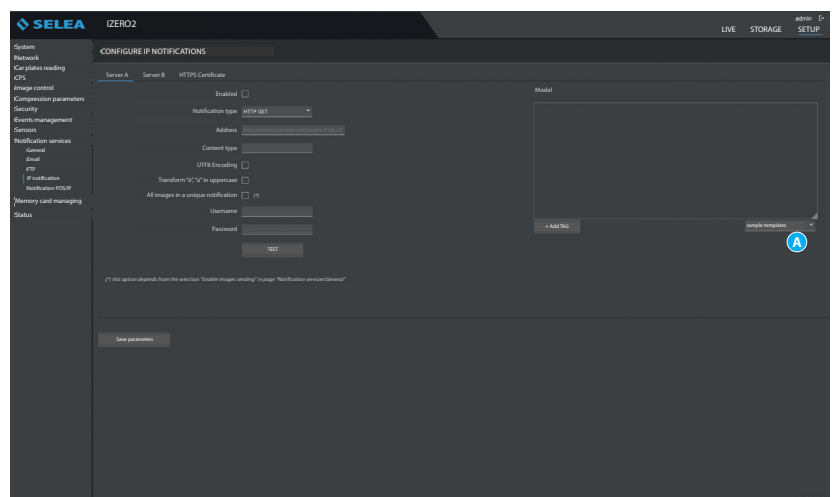 SELEA
IZERO2
admin
LIVE STORAGE SETUP
System
Network
Car plates reading
CPS
Image control
Compression parameters
Security
Events management
Sensors
Notification services
General
Email
FTP
IP notification
Notification POS/IP
Memory card managing
Status
CONFIGURE IP NOTIFICATIONS
Server A Server B HTTPS Certificate
Enabled
Notification type HTTP GET
Address
Content type
UTF8 Encoding
Transform "ö", "ü" in uppercase
All images in a unique notification (*)
Username
Password
TEST
(*) this option depends from the selection "Enable images sending" in page "Notification services\General"
Model
+ Add TAG
sample templates
A
Save parameters